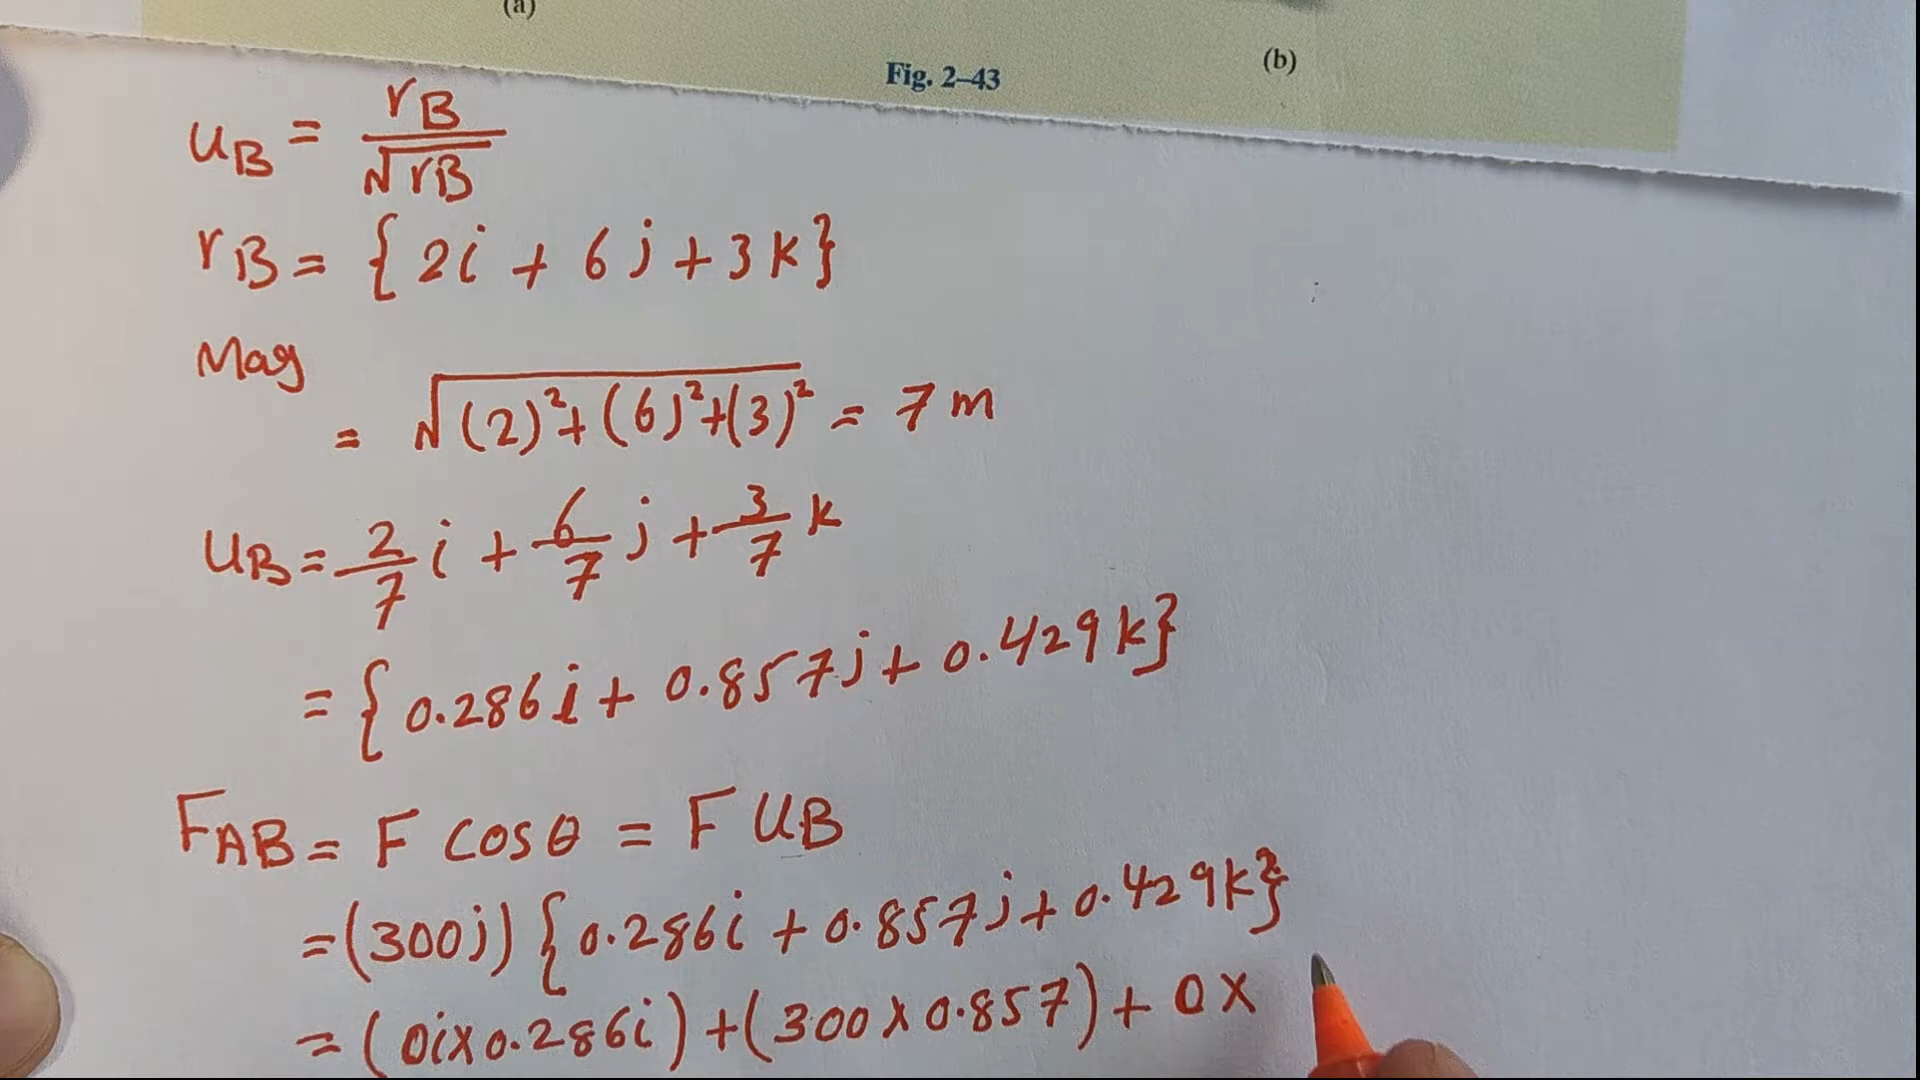 (a)
(b)
Fig. 2–43
uB = rB / √rB
rB = {2i + 6j + 3k}
Mag
= √(2)² + (6)² + (3)² = 7 m
uB = 2/7 i + 6/7 j + 3/7 k
= {0.286i + 0.857j + 0.429k}
FAB = F cosθ = F UB
= (300j) {0.286i + 0.857j + 0.429k}
= (0i×0.286i) + (300×0.857) + 0×